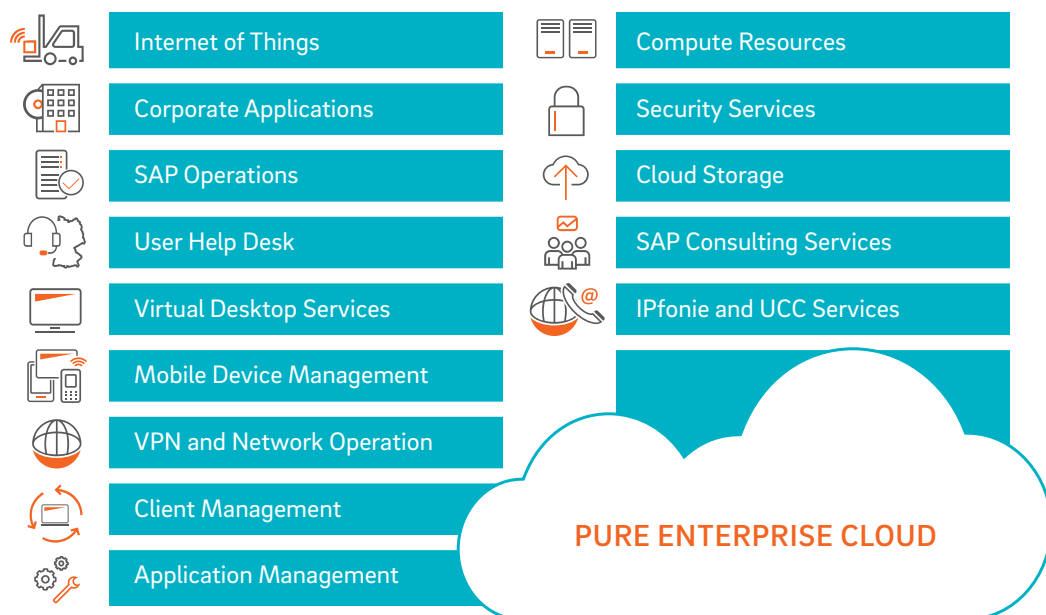 Internet of Things
Corporate Applications
SAP Operations
User Help Desk
Virtual Desktop Services
Mobile Device Management
VPN and Network Operation
Client Management
Application Management
Compute Resources
Security Services
Cloud Storage
SAP Consulting Services
@
IPfonie and UCC Services
PURE ENTERPRISE CLOUD